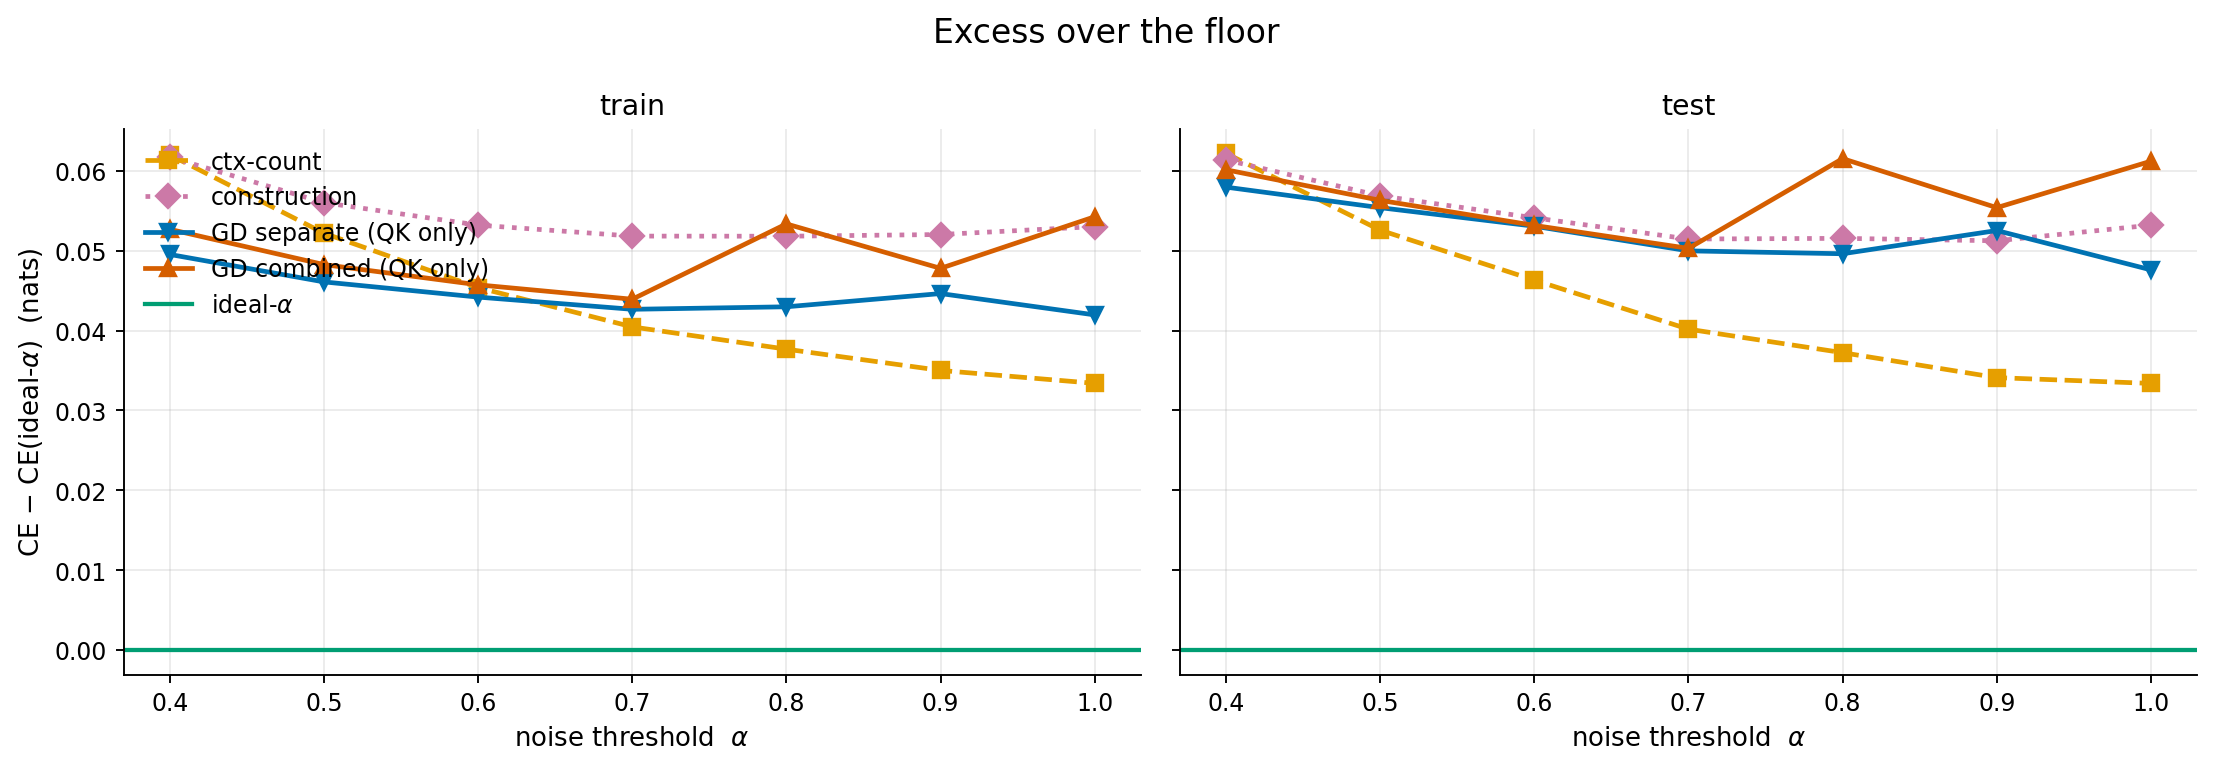 Excess over the floor
train
test
CE − CE(ideal-α) (nats)
0.06
0.05
0.04
0.03
0.02
0.01
0.00
ctx-count
construction
GD separate (QK only)
GD combined (QK only)
ideal-α
0.4 0.5 0.6 0.7 0.8 0.9 1.0
0.4 0.5 0.6 0.7 0.8 0.9 1.0
noise threshold α
noise threshold α